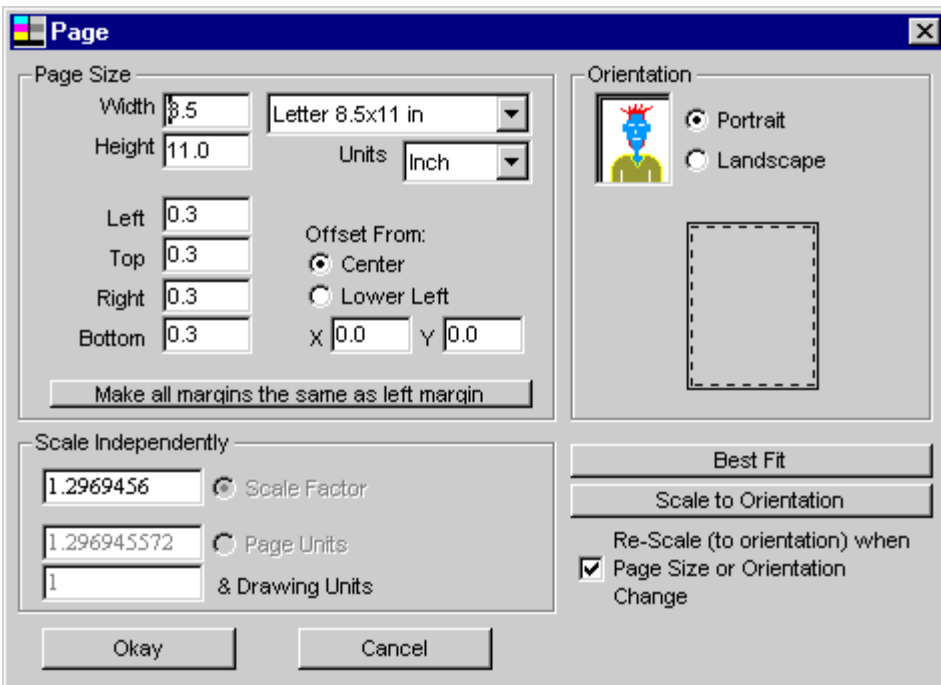 Page
Page Size
Width 8.5 Letter 8.5x11 in
Height 11.0 Units Inch
Left 0.3
Top 0.3
Right 0.3
Bottom 0.3
Offset From:
Center
Lower Left
X 0.0 Y 0.0
Make all margins the same as left margin
Orientation
Portrait
Landscape
Scale Independently
1.2969456 Scale Factor
1.296945572 Page Units
1 & Drawing Units
Best Fit
Scale to Orientation
Re-Scale (to orientation) when
Page Size or Orientation
Change
Okay Cancel